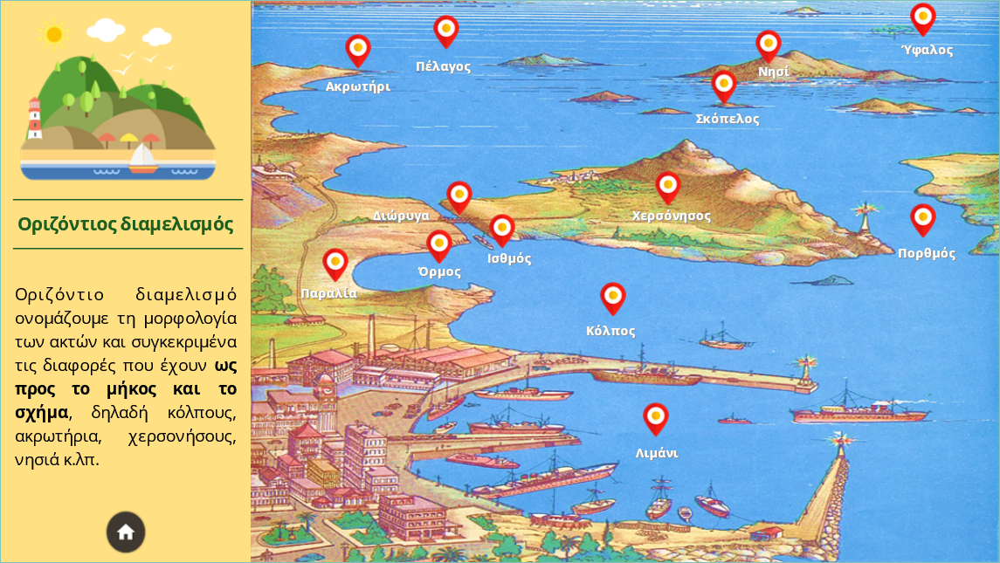 Οριζόντιος διαμελισμός
Οριζόντιο διαμελισμό
ονομάζουμε τη μορφολογία
των ακτών και συγκεκριμένα
τις διαφορές που έχουν ως
προς το μήκος και το
σχήμα, δηλαδή κόλπους,
ακρωτήρια, χερσονήσους,
νησιά κ.λπ.
Ύφαλος
Πέλαγος
Νησί
Ακρωτήρι
Σκόπελος
Διώρυγα
Χερσόνησος
Πορθμός
Ισθμός
Όρμος
Παραλία
Κόλπος
Λιμάνι